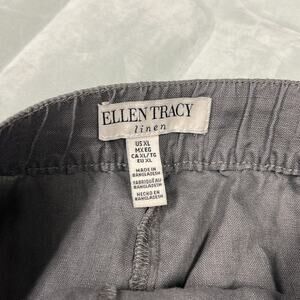 ELLEN TRACY
linen
US XL
MX EG
CA XL/TG
EU XL
MADE IN
BANGLADESH
FABRIQUÉ AU
BANGLADESH
HECHO EN
BANGLADESH